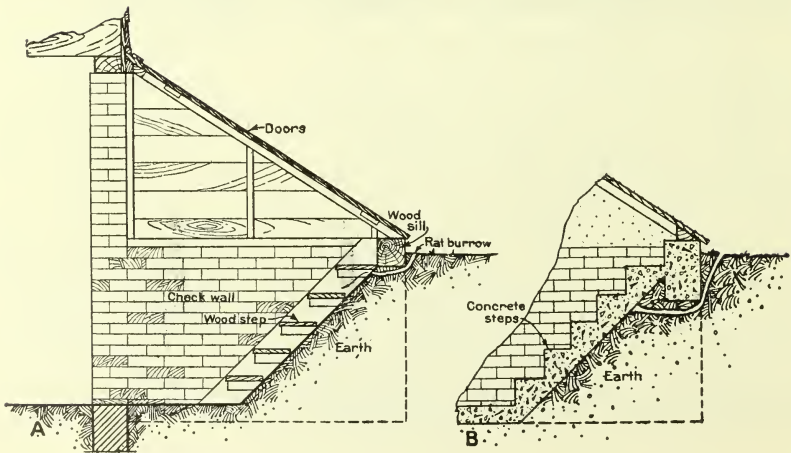 Doors
Wood
sill
Rat burrow
Check wall
Wood step
Earth
A
Concrete
steps
Earth
B